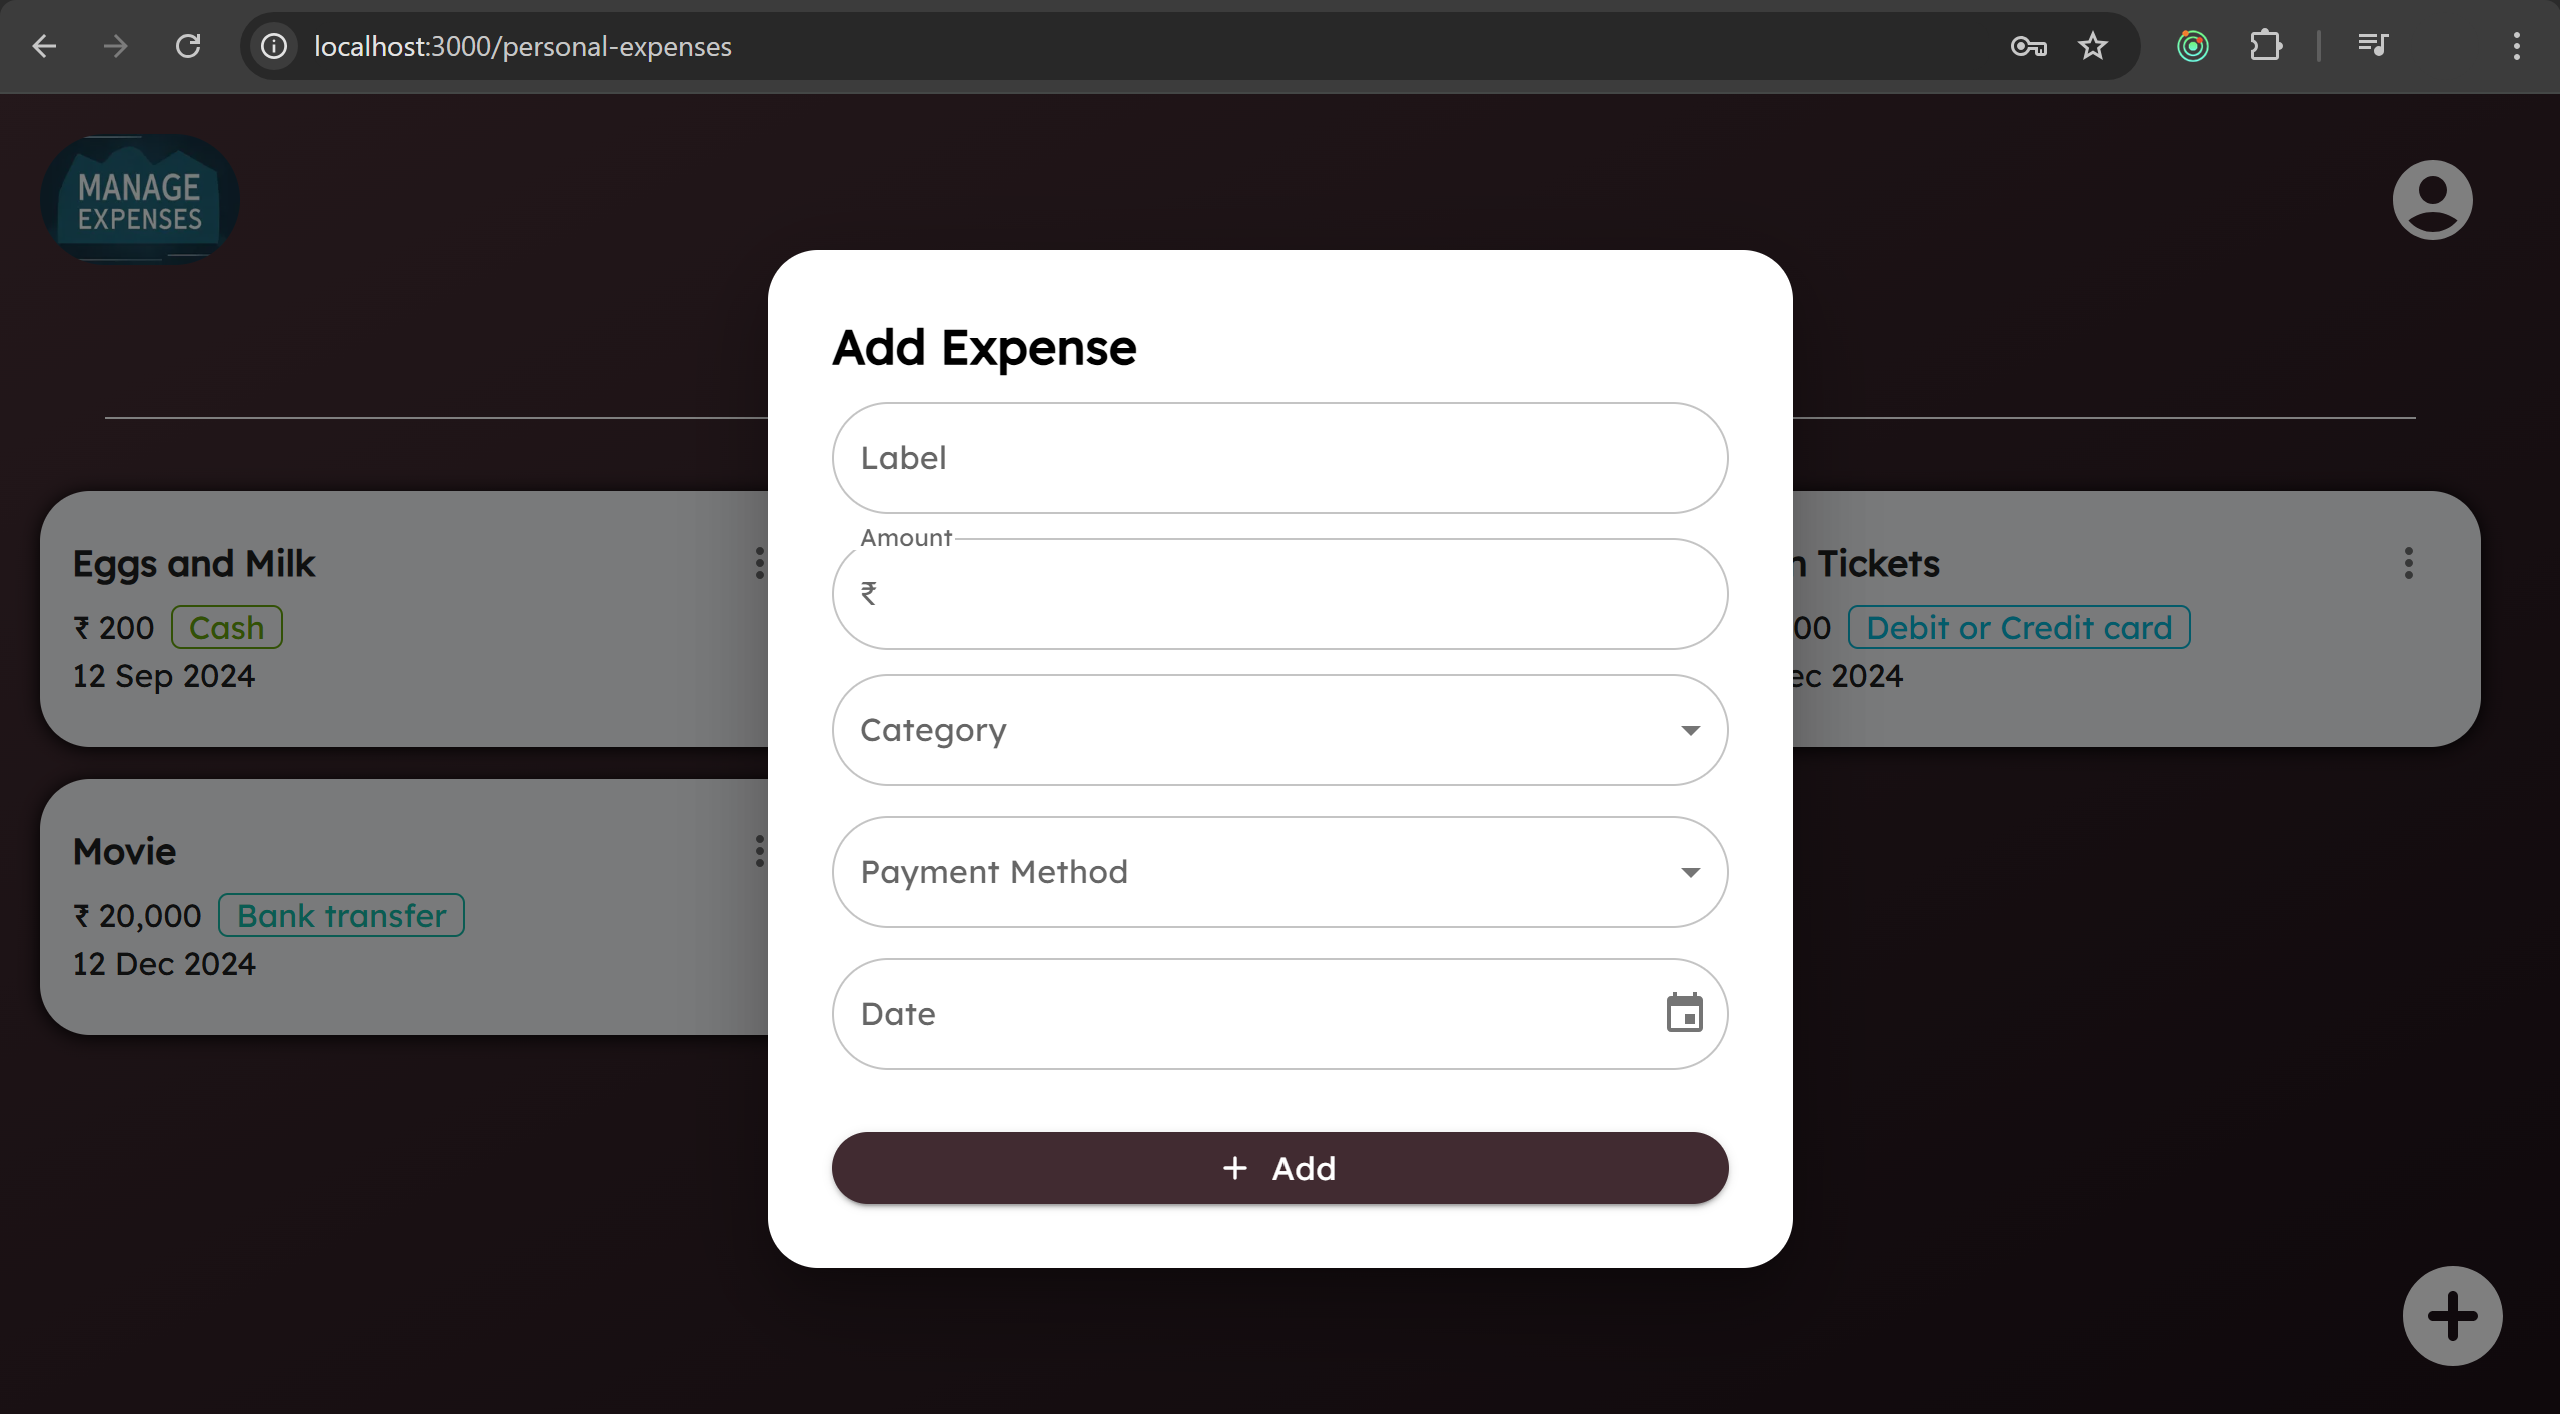 localhost:3000/personal-expenses
MANAGE
EXPENSES
Add Expense
Label
Amount
₹
Category
Payment Method
Date
+ Add
Eggs and Milk
₹ 200 Cash
12 Sep 2024
Tickets
00 Debit or Credit card
2024
Movie
₹ 20,000 Bank transfer
12 Dec 2024